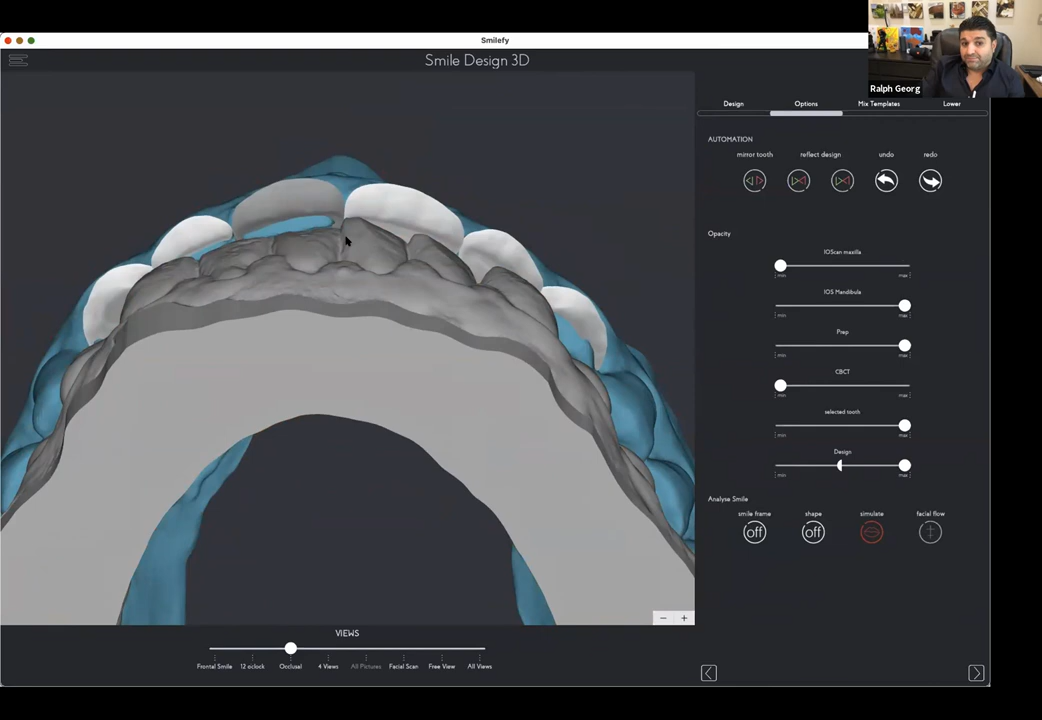 Smilefy
Smile Design 3D
Ralph Georg
Design
Options
Mix Templates
Lower
AUTOMATION
mirror tooth
reflect design
undo
redo
Opacity
IOScan maxilla
min
max
IOS Mandibula
min
max
Prep
min
max
CBCT
min
max
selected tooth
min
max
Design
min
max
Analyse Smile
smile frame
shape
simulate
facial flow
off
off
VIEWS
Frontal Smile
12 o'clock
Occlusal
4 Views
All Pictures
Facial Scan
Free View
All Views